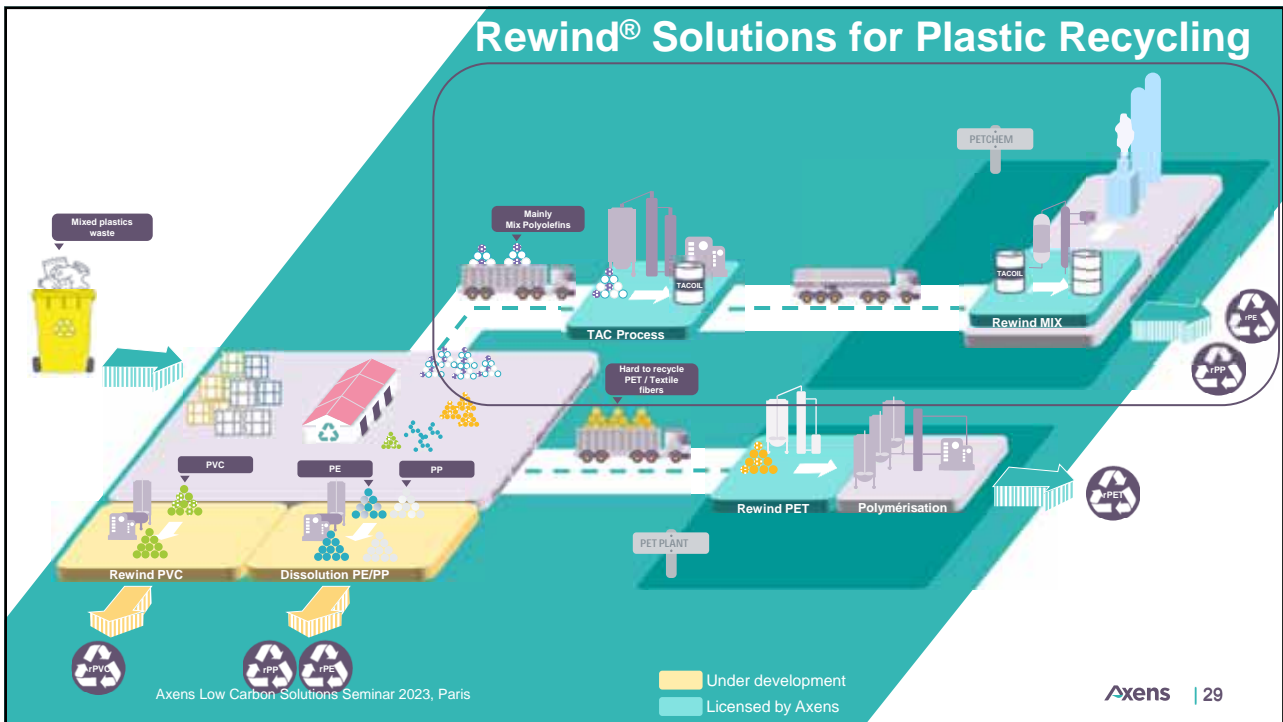 Rewind® Solutions for Plastic Recycling
PETCHEM
Mixed plastics
waste
Mainly
Mix Polyolefins
TACOIL
TACOIL
TAC Process
Rewind MIX
rPE
rPP
Hard to recycle
PET / Textile
fibers
PVC
PE
PP
rPET
Rewind PET
Polymérisation
PET PLANT
Rewind PVC
Dissolution PE/PP
rPVC
rPP
rPE
Under development
Licensed by Axens
Axens Low Carbon Solutions Seminar 2023, Paris
Axens | 29